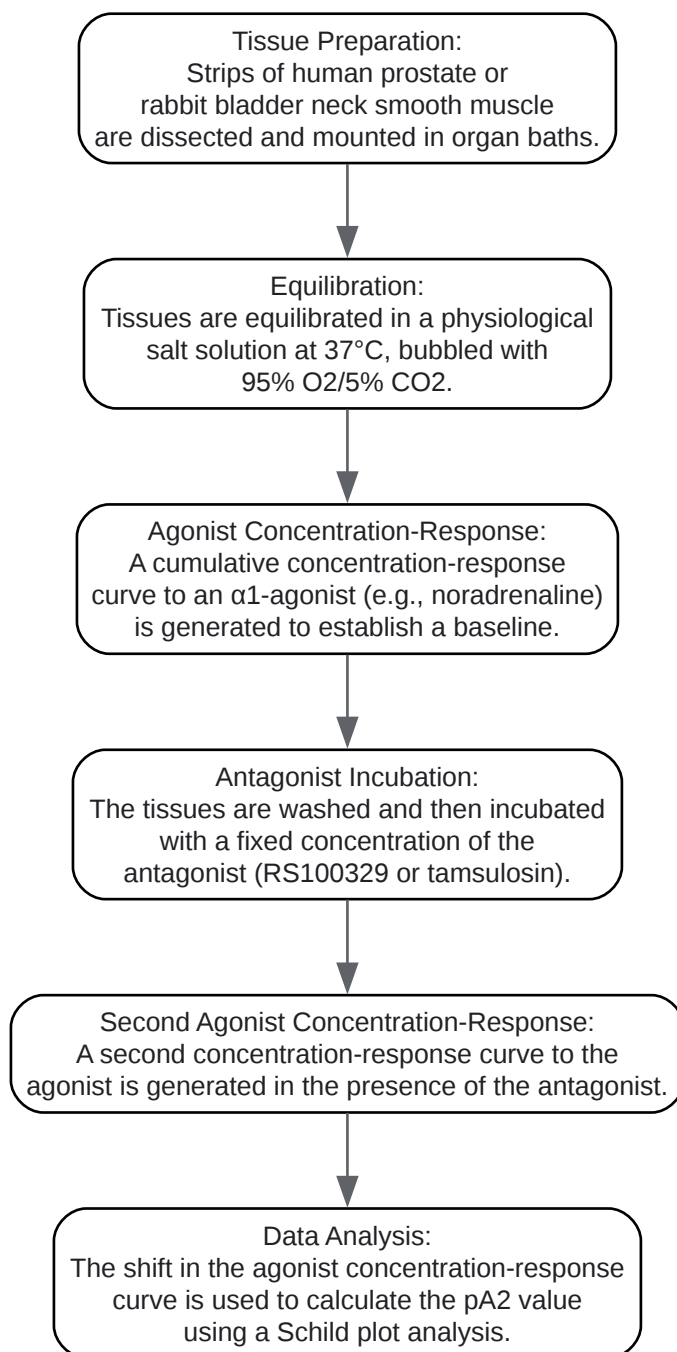 Tissue Preparation:
Strips of human prostate or
rabbit bladder neck smooth muscle
are dissected and mounted in organ baths.
Equilibration:
Tissues are equilibrated in a physiological
salt solution at 37°C, bubbled with
95% O2/5% CO2.
Agonist Concentration-Response:
A cumulative concentration-response
curve to an α1-agonist (e.g., noradrenaline)
is generated to establish a baseline.
Antagonist Incubation:
The tissues are washed and then incubated
with a fixed concentration of the
antagonist (RS100329 or tamsulosin).
Second Agonist Concentration-Response:
A second concentration-response curve to the
agonist is generated in the presence of the antagonist.
Data Analysis:
The shift in the agonist concentration-response
curve is used to calculate the pA2 value
using a Schild plot analysis.